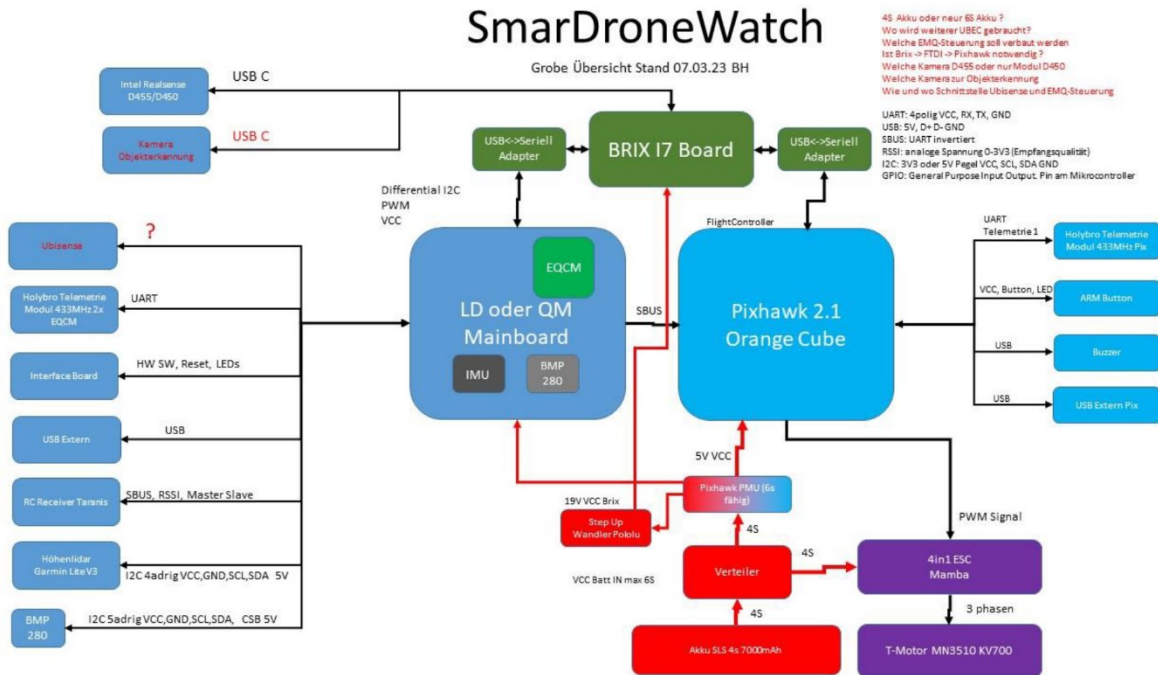 SmarDroneWatch
Grobe Übersicht Stand 07.03.23 BH
4S Akku oder neur 6S Akku ?
Wo wird weiterer UBEC gebraucht?
Welche EMQ-Steuerung soll verbaut werden
Ist Brix -> FTDI -> Pixhawk notwendig ?
Welche Kamera D455 oder nur Modul D450
Welche Kamera zur Objekterkennung
Wie und wo Schnittstelle Ubisense und EMQ-Steuerung
UART: 4polig VCC, RX, TX, GND
USB: 5V, D+ D- GND
SBUS: UART invertiert
RSSI: analoge Spannung 0-3V3 (Empfangsqualität)
I2C: 3V3 oder 5V Pegel VCC, SCL, SDA GND
GPIO: General Purpose Input Output. Pin am Mikrocontroller
Intel Realsense
D455/D450
USB C
Kamera
Objekterkennung
USB C
USB<->Seriell
Adapter
BRIX I7 Board
USB<->Seriell
Adapter
Differential I2C
PWM
VCC
FlightController
Ubisense
?
Holybro Telemetrie
Modul 433MHz 2x
EQCM
UART
Interface Board
HW SW, Reset, LEDs
USB Extern
USB
RC Receiver Taranis
SBUS, RSSI, Master Slave
Höhenlidar
Garmin Lite V3
I2C 4adrig VCC,GND,SCL,SDA 5V
BMP
280
I2C 5adrig VCC,GND,SCL,SDA, CSB 5V
EQCM
LD oder QM
Mainboard
IMU
BMP
280
SBUS
Pixhawk 2.1
Orange Cube
UART
Telemetrie 1
Holybro Telemetrie
Modul 433MHz Pix
VCC, Button, LED
ARM Button
USB
Buzzer
USB
USB Extern Pix
5V VCC
Pixhawk PMU (6s
fähig)
19V VCC Brix
Step Up
Wandler Pololu
4S
PWM Signal
VCC Batt IN max 6S
Verteiler
4S
4in1 ESC
Mamba
4S
3 phasen
Akku SLS 4s 7000mAh
T-Motor MN3510 KV700